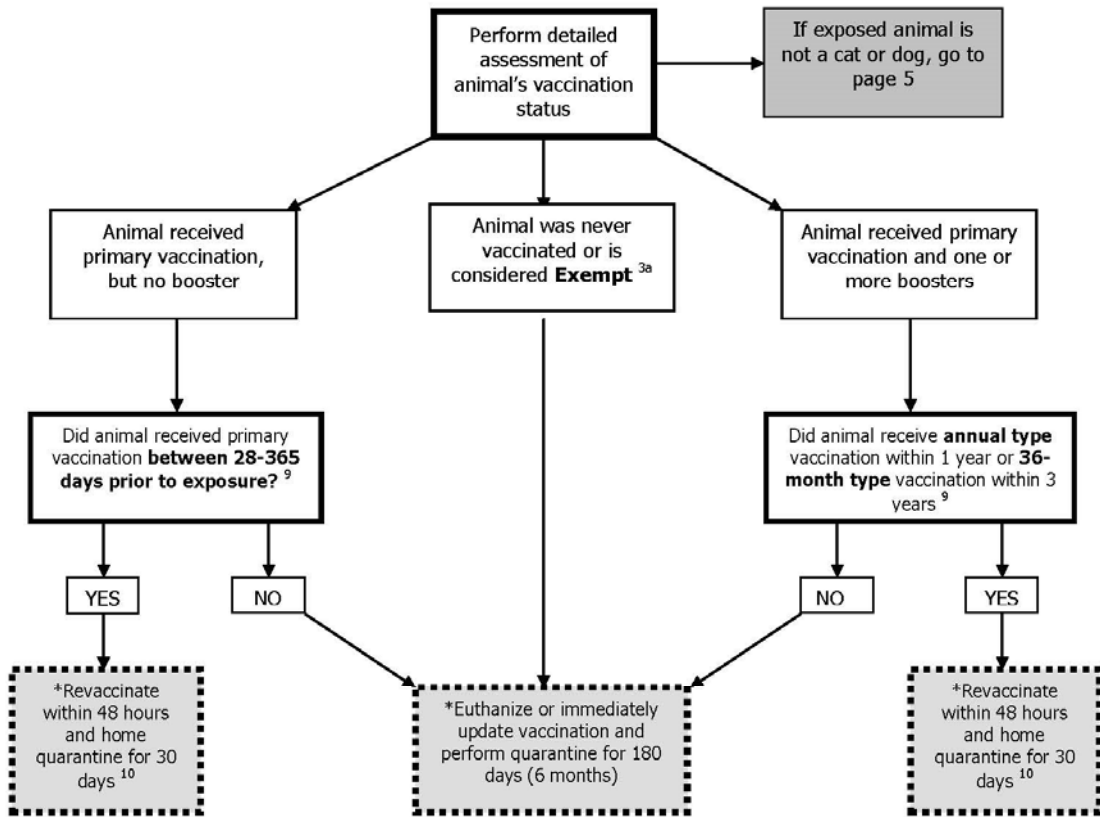 Perform detailed
assessment of
animal's vaccination
status
If exposed animal is
not a cat or dog, go to
page 5
Animal received
primary vaccination,
but no booster
Animal was never
vaccinated or is
considered Exempt 3a
Animal received primary
vaccination and one or
more boosters
Did animal received primary
vaccination between 28-365
days prior to exposure? 9
Did animal receive annual type
vaccination within 1 year or 36-
month type vaccination within 3
years 9
YES
NO
NO
YES
*Revaccinate
within 48 hours
and home
quarantine for 30
days 10
*Euthanize or immediately
update vaccination and
perform quarantine for 180
days (6 months)
*Revaccinate
within 48 hours
and home
quarantine for 30
days 10